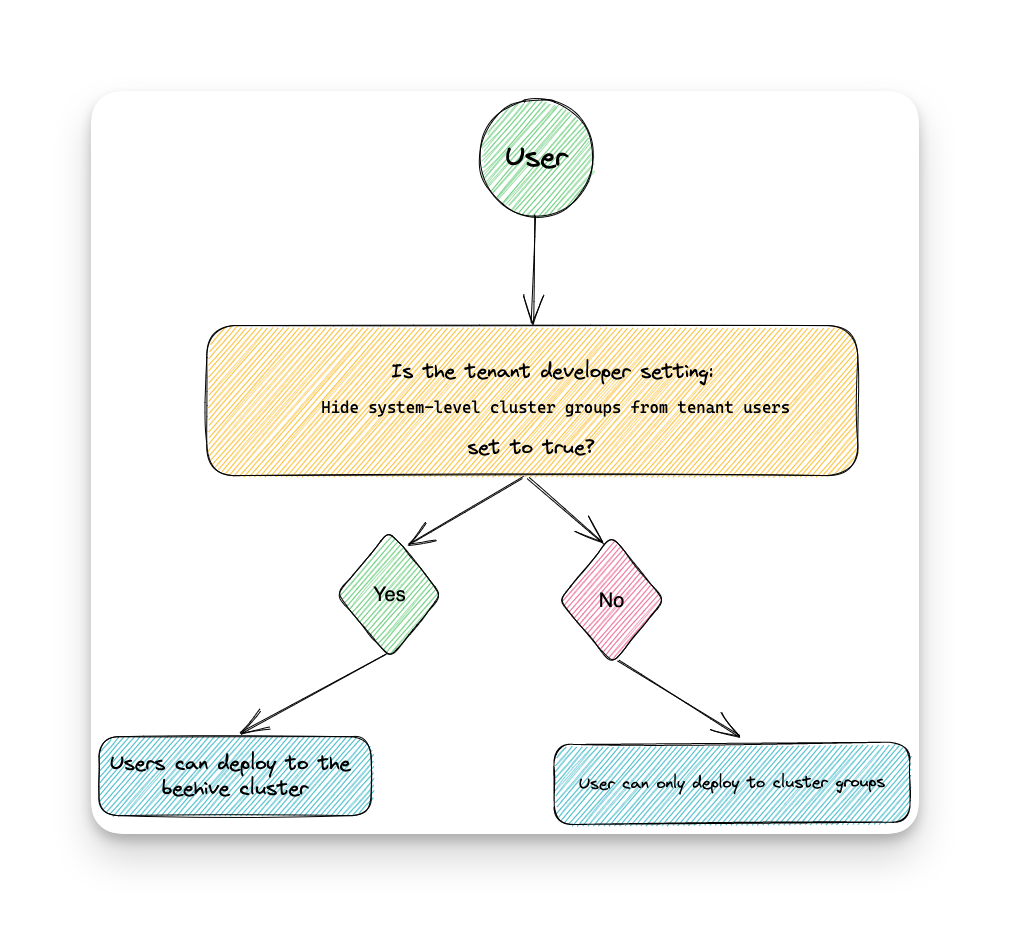 User
Is the tenant developer setting:
Hide system-level cluster groups from tenant users
set to true?
Yes
No
Users can deploy to the
beehive cluster
User can only deploy to cluster groups